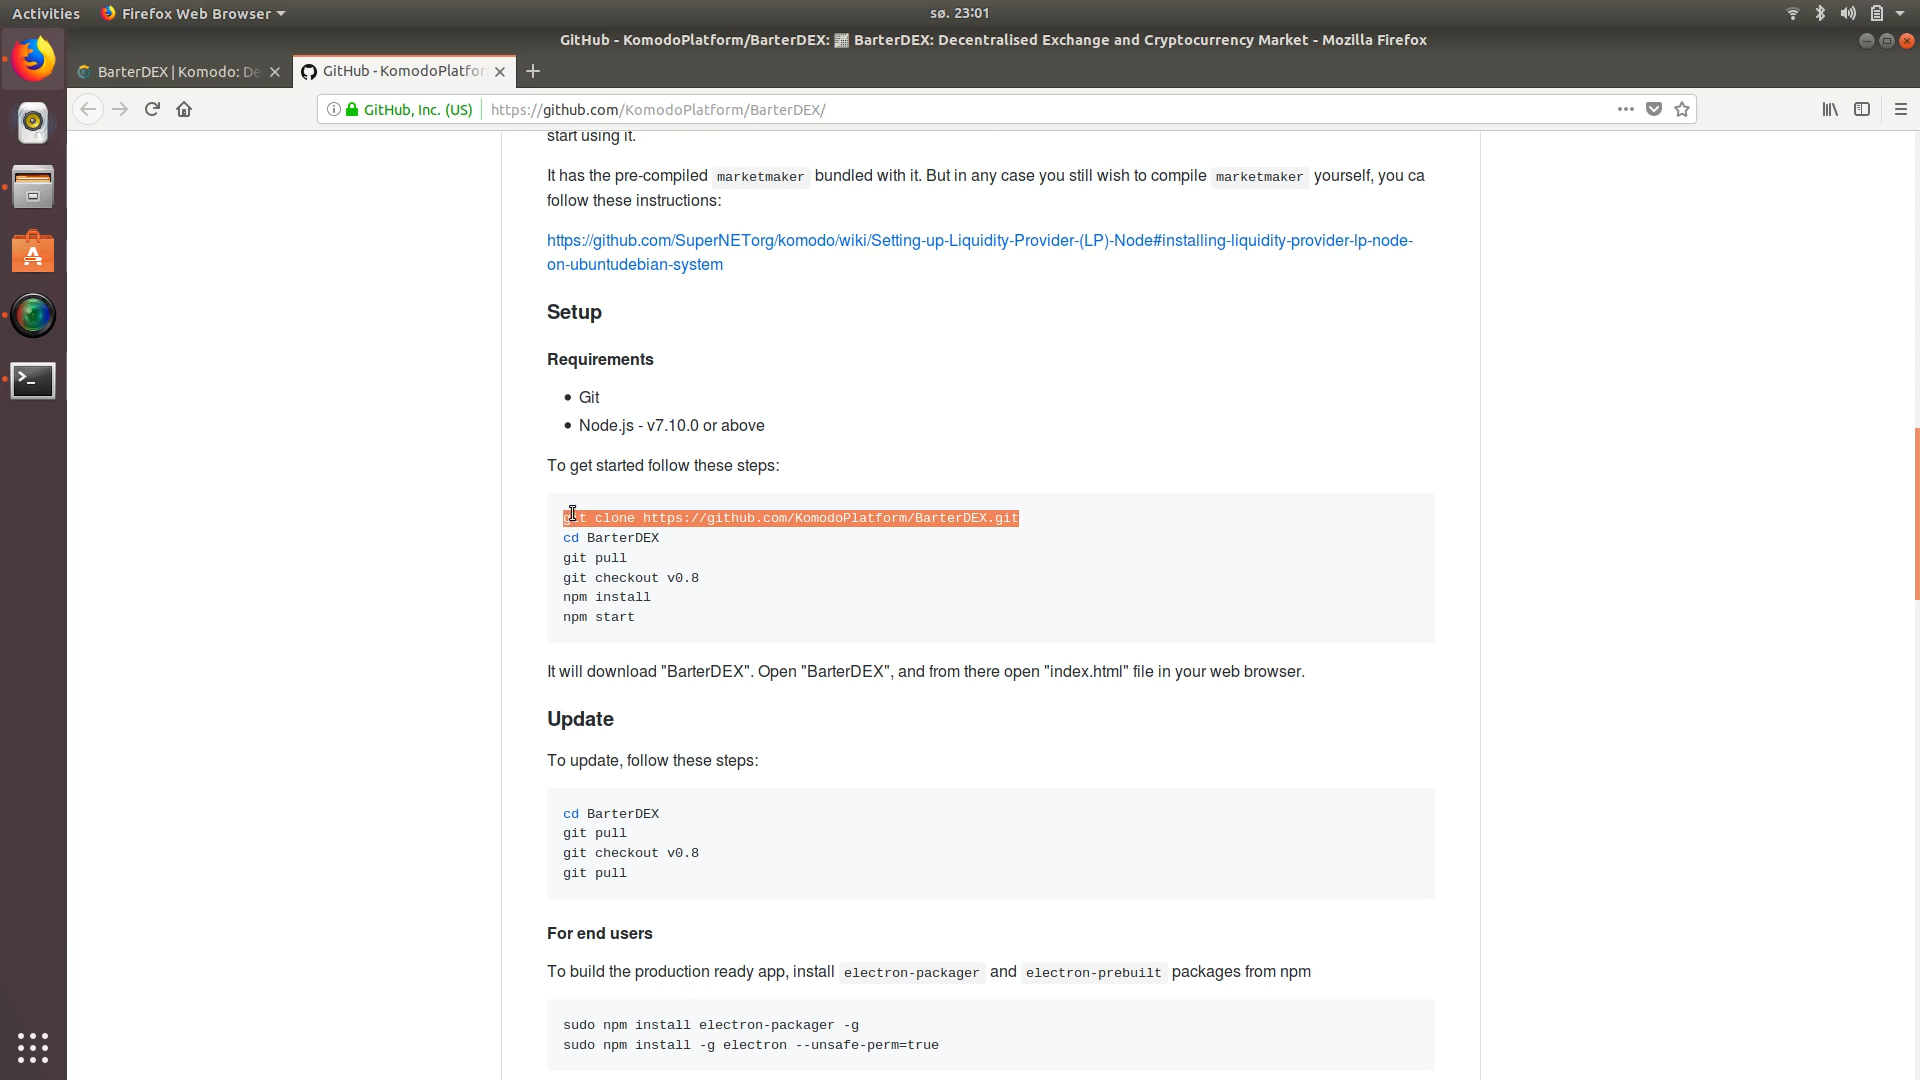 Activities Firefox Web Browser sø. 23:01
GitHub - KomodoPlatform/BarterDEX: BarterDEX: Decentralised Exchange and Cryptocurrency Market - Mozilla Firefox
BarterDEX | Komodo: De GitHub - KomodoPlatfor
GitHub, Inc. (US) https://github.com/KomodoPlatform/BarterDEX/
start using it.
It has the pre-compiled marketmaker bundled with it. But in any case you still wish to compile marketmaker yourself, you ca
follow these instructions:
https://github.com/SuperNETorg/komodo/wiki/Setting-up-Liquidity-Provider-(LP)-Node#installing-liquidity-provider-lp-node-
on-ubuntudebian-system
Setup
Requirements
• Git
• Node.js - v7.10.0 or above
To get started follow these steps:
git clone https://github.com/KomodoPlatform/BarterDEX.git
cd BarterDEX
git pull
git checkout v0.8
npm install
npm start
It will download "BarterDEX". Open "BarterDEX", and from there open "index.html" file in your web browser.
Update
To update, follow these steps:
cd BarterDEX
git pull
git checkout v0.8
git pull
For end users
To build the production ready app, install electron-packager and electron-prebuilt packages from npm
sudo npm install electron-packager -g
sudo npm install -g electron --unsafe-perm=true